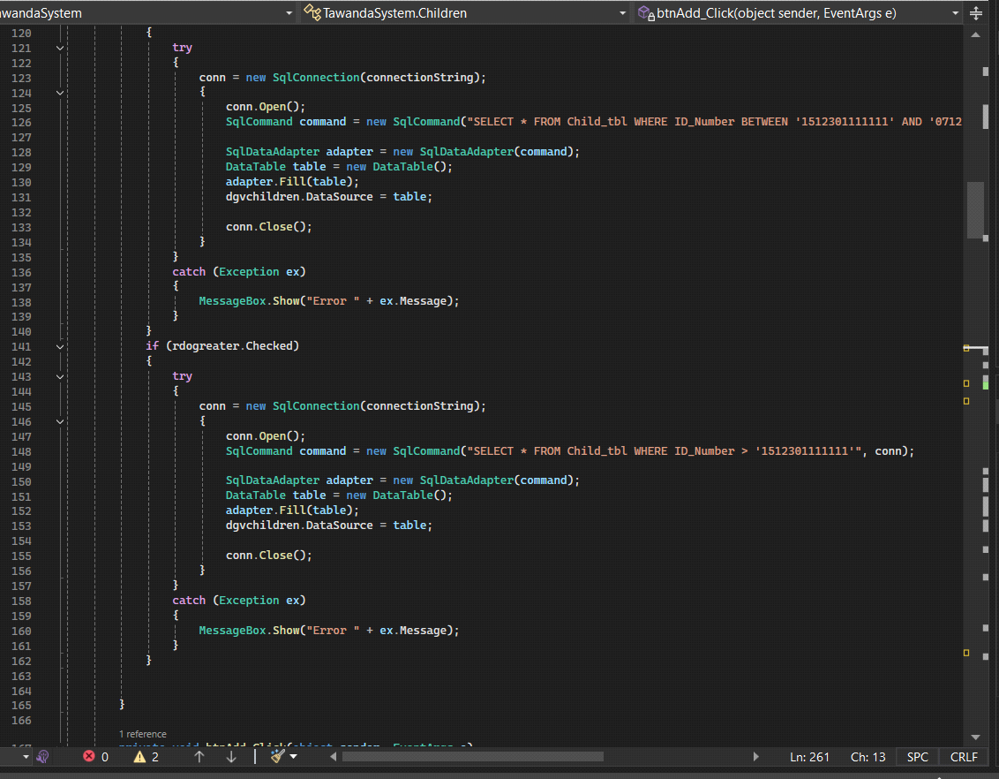 awandaSystem TawandaSystem.Children btnAdd_Click(object sender, EventArgs e)
120 {
121 try
122 {
123 conn = new SqlConnection(connectionString);
124 {
125 conn.Open();
126 SqlCommand command = new SqlCommand("SELECT * FROM Child_tbl WHERE ID_Number BETWEEN '1512301111111' AND '0712
127
128 SqlDataAdapter adapter = new SqlDataAdapter(command);
129 DataTable table = new DataTable();
130 adapter.Fill(table);
131 dgvchildren.DataSource = table;
132
133 conn.Close();
134 }
135 }
136 catch (Exception ex)
137 {
138 MessageBox.Show("Error " + ex.Message);
139 }
140 }
141 if (rdogreater.Checked)
142 {
143 try
144 {
145 conn = new SqlConnection(connectionString);
146 {
147 conn.Open();
148 SqlCommand command = new SqlCommand("SELECT * FROM Child_tbl WHERE ID_Number > '1512301111111'", conn);
149
150 SqlDataAdapter adapter = new SqlDataAdapter(command);
151 DataTable table = new DataTable();
152 adapter.Fill(table);
153 dgvchildren.DataSource = table;
154
155 conn.Close();
156 }
157 }
158 catch (Exception ex)
159 {
160 MessageBox.Show("Error " + ex.Message);
161 }
162 }
163
164
165 }
166
1 reference
167 private void btnAdd_Click(object sender, EventArgs e)
0 2 Ln: 261 Ch: 13 SPC CRLF